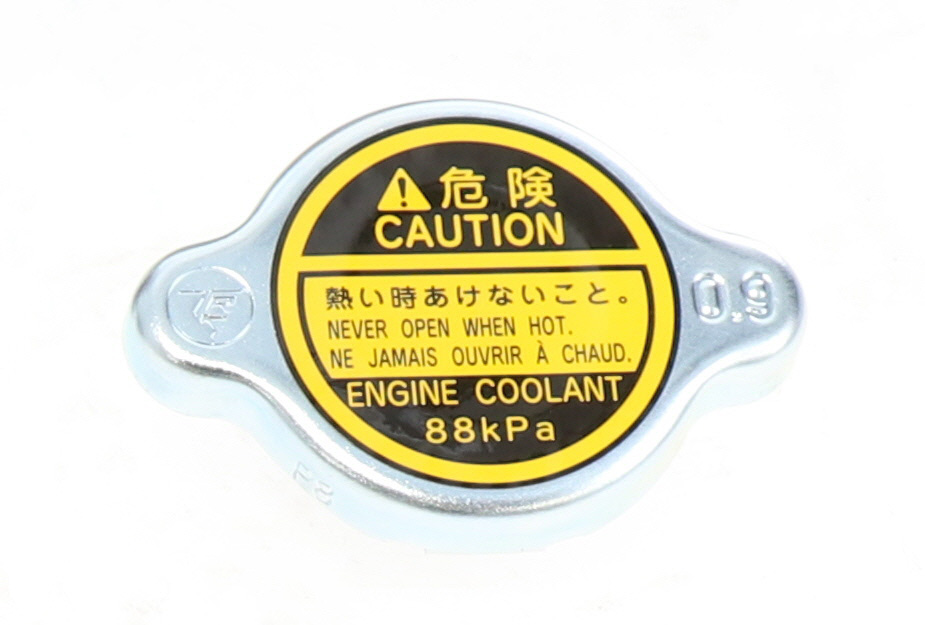 危険
CAUTION
熱い時あけないこと。
NEVER OPEN WHEN HOT.
NE JAMAIS OUVRIR À CHAUD.
ENGINE COOLANT
88kPa
0.9